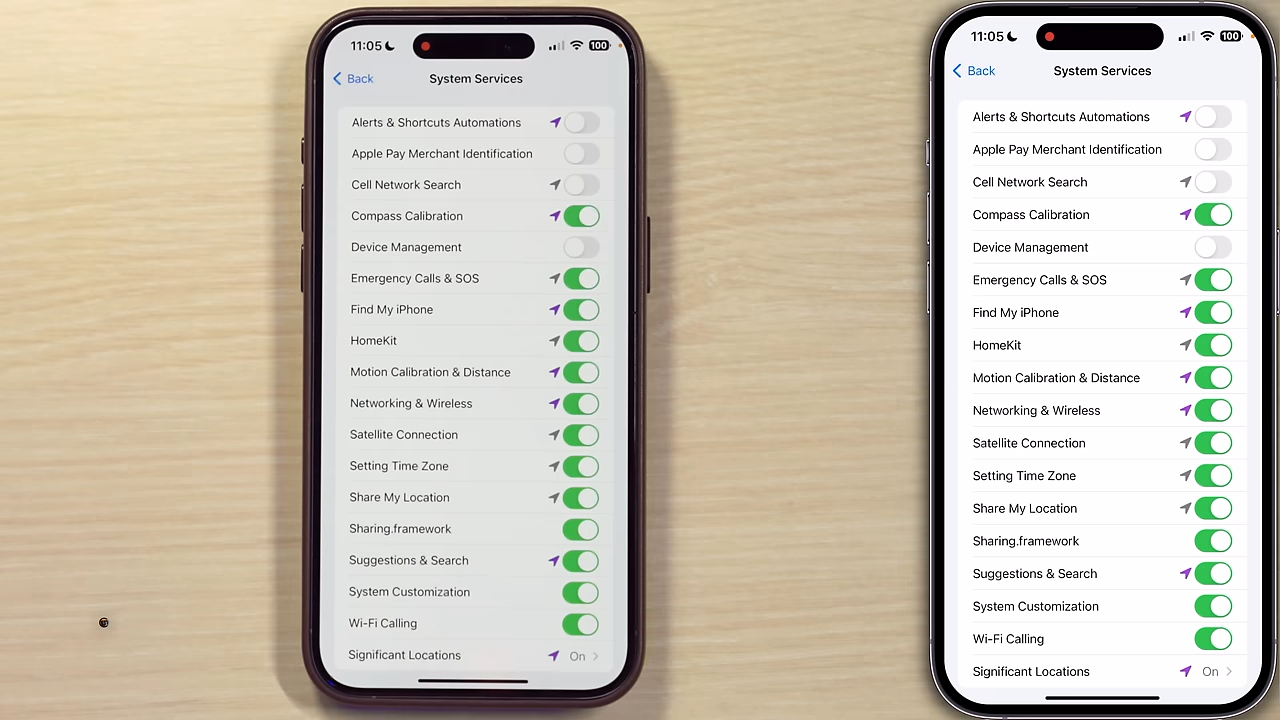 11:05
100
Back
System Services
Alerts & Shortcuts Automations
Apple Pay Merchant Identification
Cell Network Search
Compass Calibration
Device Management
Emergency Calls & SOS
Find My iPhone
HomeKit
Motion Calibration & Distance
Networking & Wireless
Satellite Connection
Setting Time Zone
Share My Location
Sharing.framework
Suggestions & Search
System Customization
Wi-Fi Calling
Significant Locations On
11:05
100
Back
System Services
Alerts & Shortcuts Automations
Apple Pay Merchant Identification
Cell Network Search
Compass Calibration
Device Management
Emergency Calls & SOS
Find My iPhone
HomeKit
Motion Calibration & Distance
Networking & Wireless
Satellite Connection
Setting Time Zone
Share My Location
Sharing.framework
Suggestions & Search
System Customization
Wi-Fi Calling
Significant Locations On